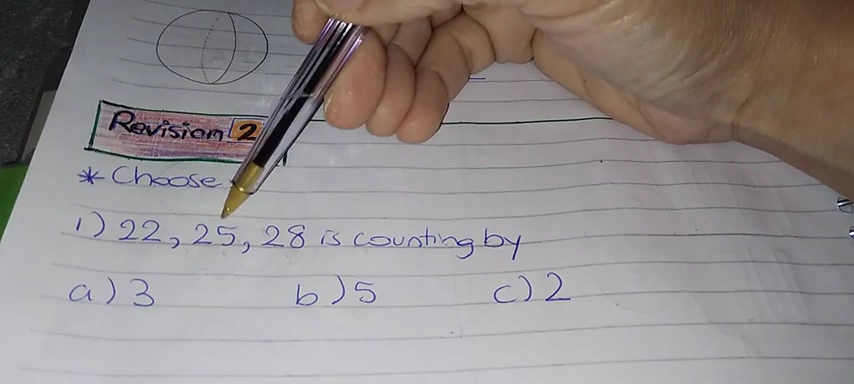 Revision 2
* Choose
1) 22, 25, 28 is counting by
a) 3 b) 5 c) 2